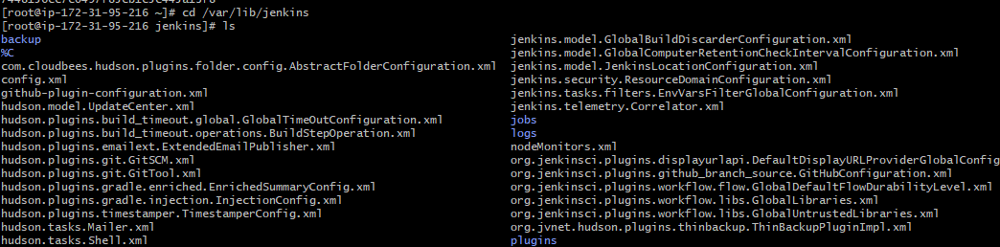 [root@ip-172-31-95-216 ~]# cd /var/lib/jenkins
[root@ip-172-31-95-216 jenkins]# ls
backup jenkins.model.GlobalBuildDiscarderConfiguration.xml
%C jenkins.model.GlobalComputerRetentionCheckIntervalConfiguration.xml
com.cloudbees.hudson.plugins.folder.config.AbstractFolderConfiguration.xml jenkins.model.JenkinsLocationConfiguration.xml
config.xml jenkins.security.ResourceDomainConfiguration.xml
github-plugin-configuration.xml jenkins.tasks.filters.EnvVarsFilterGlobalConfiguration.xml
hudson.model.UpdateCenter.xml jenkins.telemetry.Correlator.xml
hudson.plugins.build_timeout.global.GlobalTimeOutConfiguration.xml jobs
hudson.plugins.build_timeout.operations.BuildStepOperation.xml logs
hudson.plugins.emailext.ExtendedEmailPublisher.xml nodeMonitors.xml
hudson.plugins.git.GitSCM.xml org.jenkinsci.plugins.displayurlapi.DefaultDisplayURLProviderGlobalConfig
hudson.plugins.git.GitTool.xml org.jenkinsci.plugins.github_branch_source.GitHubConfiguration.xml
hudson.plugins.gradle.enriched.EnrichedSummaryConfig.xml org.jenkinsci.plugins.workflow.flow.GlobalDefaultFlowDurabilityLevel.xml
hudson.plugins.gradle.injection.InjectionConfig.xml org.jenkinsci.plugins.workflow.libs.GlobalLibraries.xml
hudson.plugins.timestamper.TimestamperConfig.xml org.jenkinsci.plugins.workflow.libs.GlobalUntrustedLibraries.xml
hudson.tasks.Mailer.xml org.jvnet.hudson.plugins.thinbackup.ThinBackupPluginImpl.xml
hudson.tasks.Shell.xml plugins